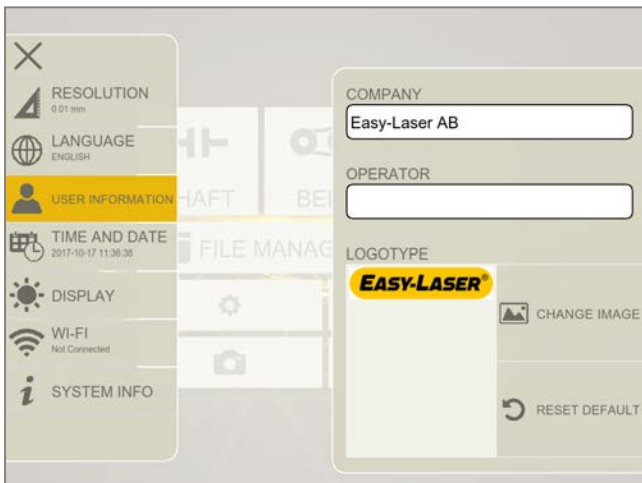 RESOLUTION
0.01 mm
LANGUAGE
ENGLISH
USER INFORMATION
TIME AND DATE
2017-10-17 11:36:38
DISPLAY
WI-FI
Not Connected
SYSTEM INFO
HAFT
BEL
FILE MANAG
COMPANY
Easy-Laser AB
OPERATOR
LOGOTYPE
EASY-LASER®
CHANGE IMAGE
RESET DEFAULT